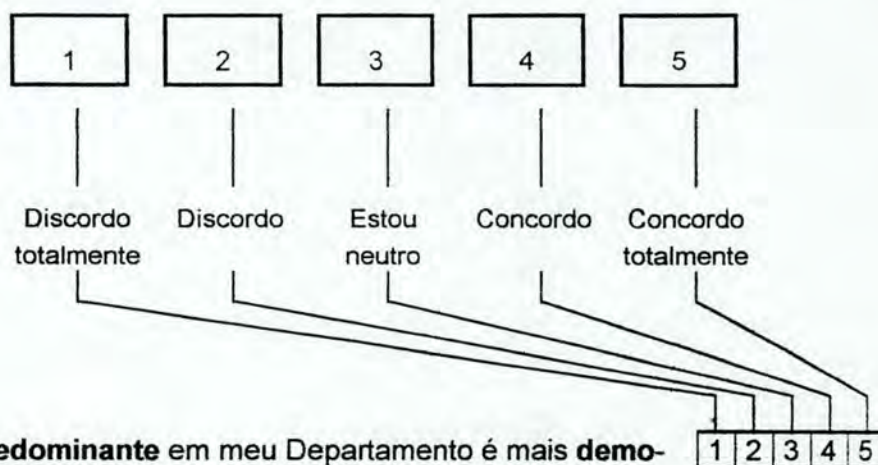 1 2 3 4 5
Discordo Discordo Estou Concordo Concordo
totalmente neutro totalmente
edominante em meu Departamento é mais demo-
1 2 3 4 5